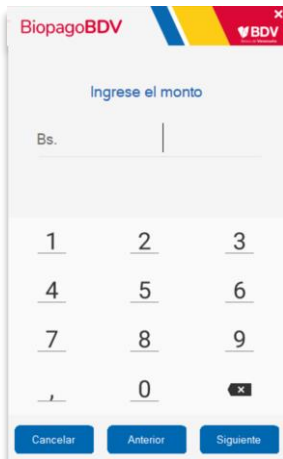 BiopagoBDV
BDV
Ingrese el monto
Bs.
1 2 3
4 5 6
7 8 9
, 0
Cancelar Anterior Siguiente